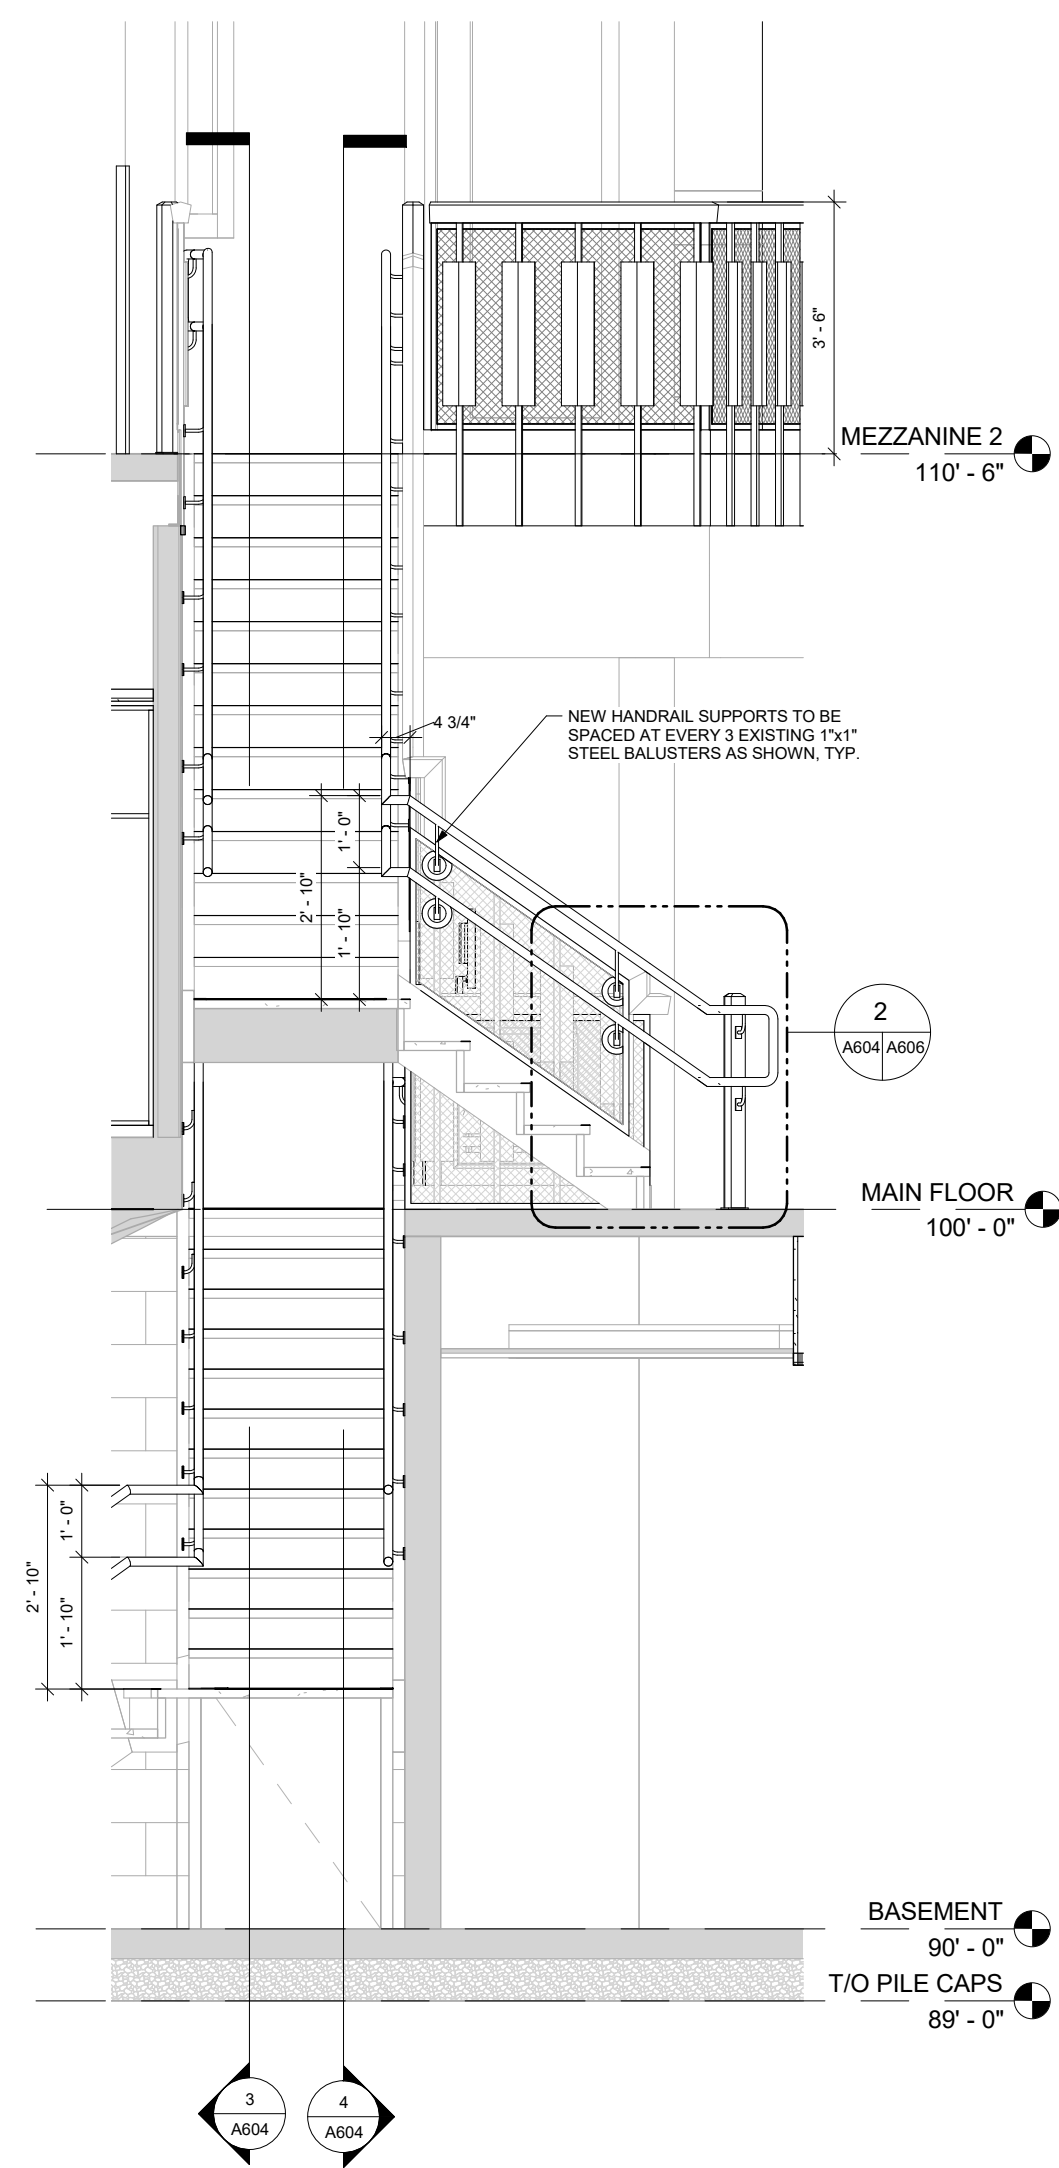 3' - 6"
MEZZANINE 2
110' - 6"
4 3/4"
NEW HANDRAIL SUPPORTS TO BE
SPACED AT EVERY 3 EXISTING 1"x1"
STEEL BALUSTERS AS SHOWN, TYP.
1' - 0"
2' - 10"
1' - 10"
2
A604 A606
MAIN FLOOR
100' - 0"
1' - 0"
2' - 10"
1' - 10"
BASEMENT
90' - 0"
T/O PILE CAPS
89' - 0"
3
A604
4
A604